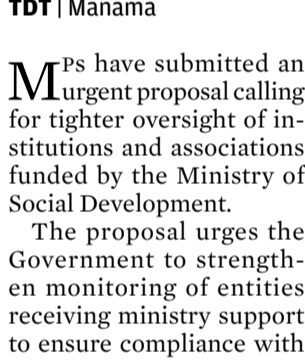 TDT | Manama
MPs have submitted an
urgent proposal calling
for tighter oversight of in-
stitutions and associations
funded by the Ministry of
Social Development.
The proposal urges the
Government to strength-
en monitoring of entities
receiving ministry support
to ensure compliance with